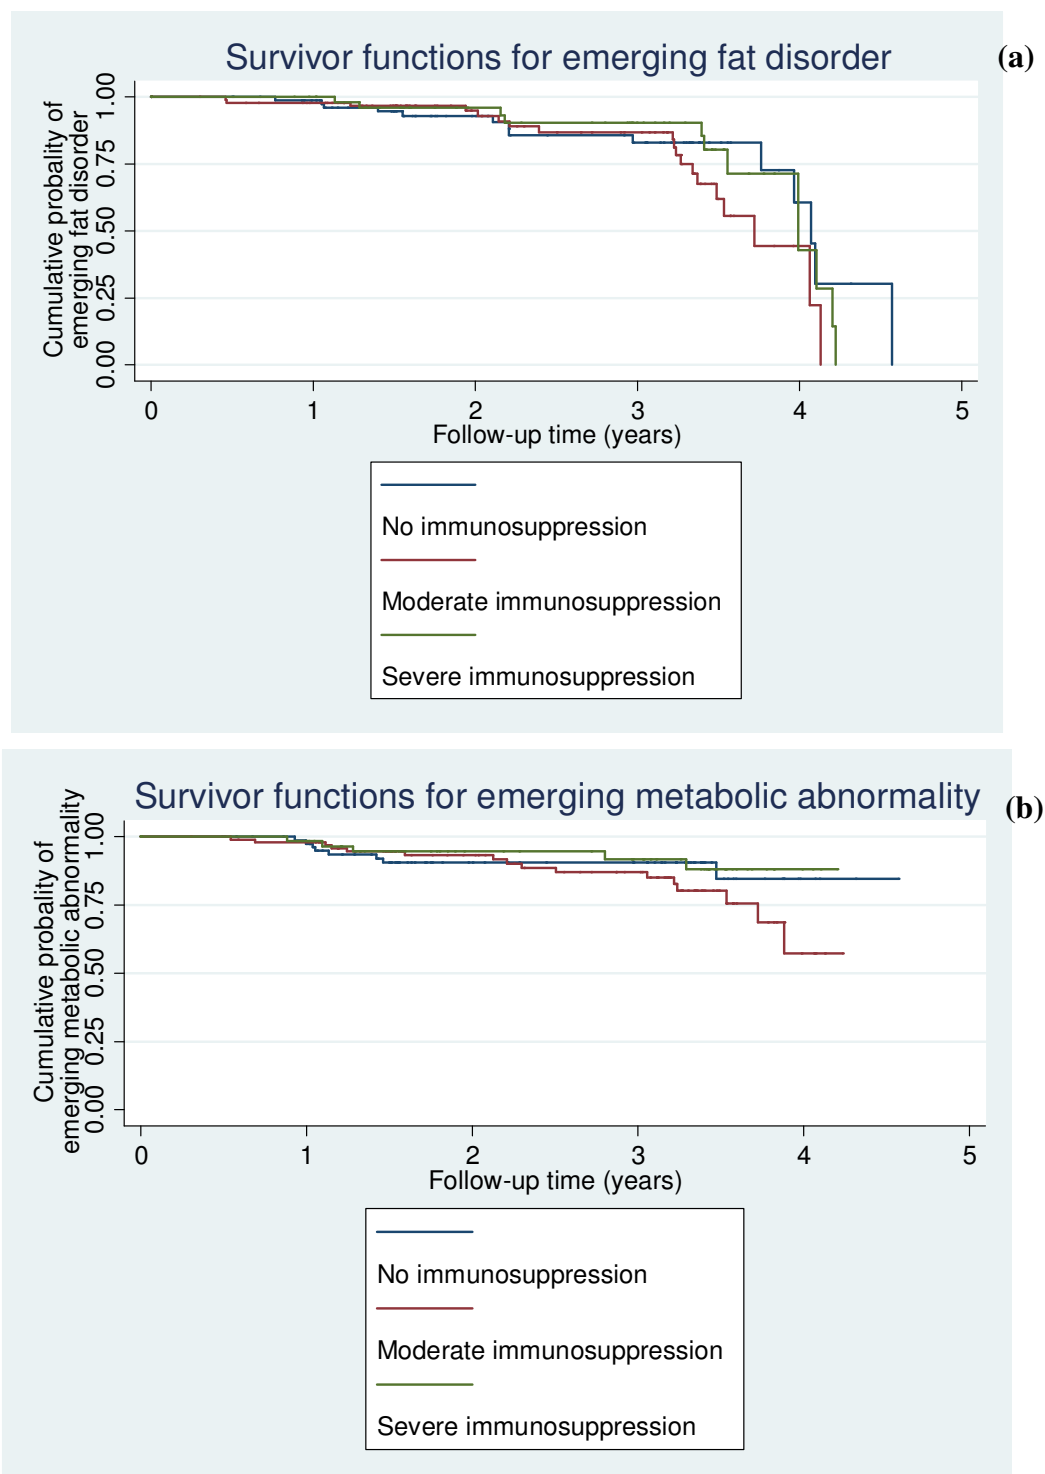 Survivor functions for emerging fat disorder
(a)
Cumulative probality of
emerging fat disorder
1.00
0.75
0.50
0.25
0.00
0 1 2 3 4 5
Follow-up time (years)
No immunosuppression
Moderate immunosuppression
Severe immunosuppression
Survivor functions for emerging metabolic abnormality
(b)
Cumulative probality of
emerging metabolic abnormality
1.00
0.75
0.50
0.25
0.00
0 1 2 3 4 5
Follow-up time (years)
No immunosuppression
Moderate immunosuppression
Severe immunosuppression